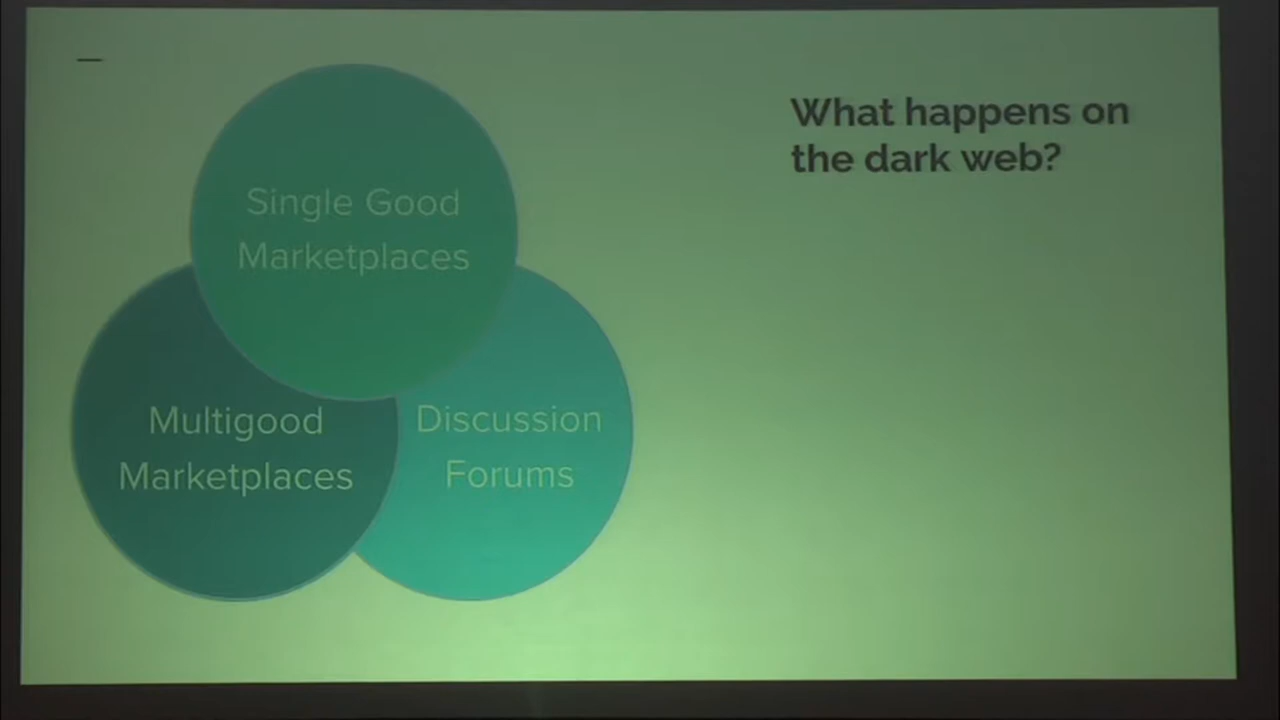 What happens on
the dark web?
Single Good
Marketplaces
Multigood
Marketplaces
Discussion
Forums